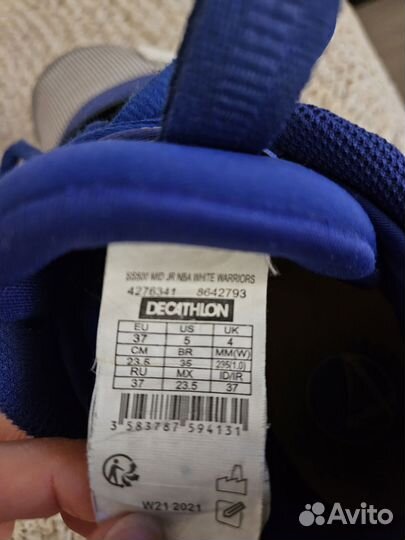 SS500 MID JR NBA WHITE WARRIORS
4276341 8642793
DECATHLON
EU US UK
37 5 4
CM BR MM(W)
23.5 35 235(1.0)
RU MX ID/IR
37 23.5 37
3 583787 594131
W21 2021
Avito